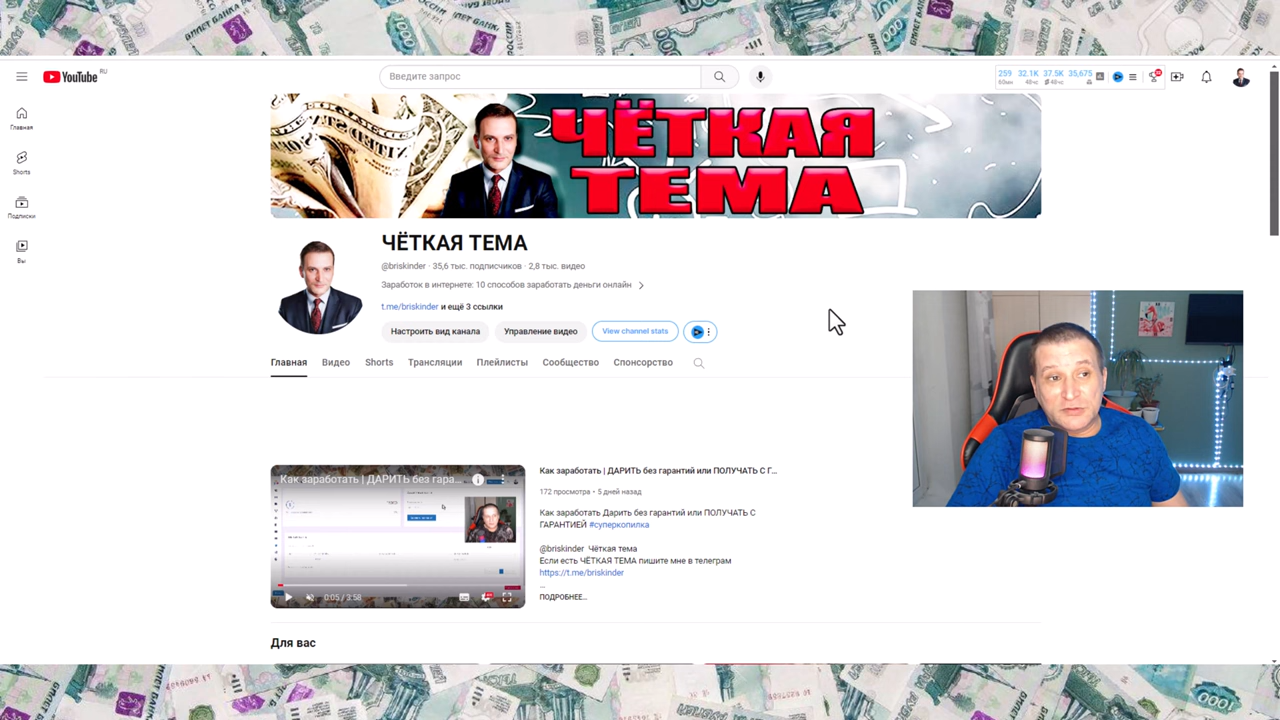 YouTube RU
Введите запрос
259 32.1K 37.5K 35,675
60мин 48чс 48чс
Главная
Shorts
Подписки
Вы
ЧЁТКАЯ
ТЕМА
ЧЁТКАЯ ТЕМА
@briskinder · 35,6 тыс. подписчиков · 2,8 тыс. видео
Заработок в интернете: 10 способов заработать деньги онлайн
t.me/briskinder и ещё 3 ссылки
Настроить вид канала Управление видео View channel stats
Главная Видео Shorts Трансляции Плейлисты Сообщество Спонсорство
Как заработать | ДАРИТЬ без гара...
0:05 / 3:58
Как заработать | ДАРИТЬ без гарантий или ПОЛУЧАТЬ С Г...
172 просмотра • 5 дней назад
Как заработать Дарить без гарантий или ПОЛУЧАТЬ С
ГАРАНТИЕЙ #суперкопилка
@briskinder Чёткая тема
Если есть ЧЁТКАЯ ТЕМА пишите мне в телеграм
https://t.me/briskinder
...
ПОДРОБНЕЕ...
Для вас